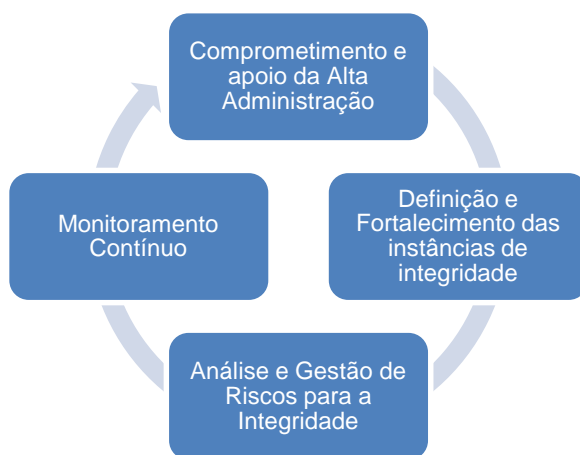 Comprometimento e
apoio da Alta
Administração
Definição e
Fortalecimento das
instâncias de
integridade
Análise e Gestão de
Riscos para a
Integridade
Monitoramento
Contínuo